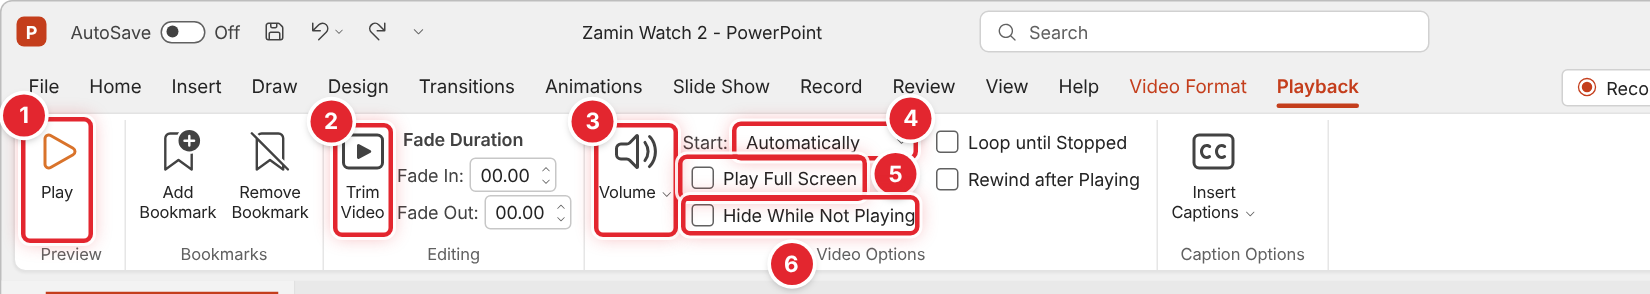 P AutoSave Off Zamin Watch 2 - PowerPoint Search
File Home Insert Draw Design Transitions Animations Slide Show Record Review View Help Video Format Playback Reco
1 2 3 4
Play
Add Bookmark
Remove Bookmark
Trim Video
Fade Duration
Fade In: 00.00
Fade Out: 00.00
Volume
Start: Automatically
Play Full Screen 5
Hide While Not Playing
Loop until Stopped
Rewind after Playing
CC
Insert Captions
Preview Bookmarks Editing 6 Video Options Caption Options